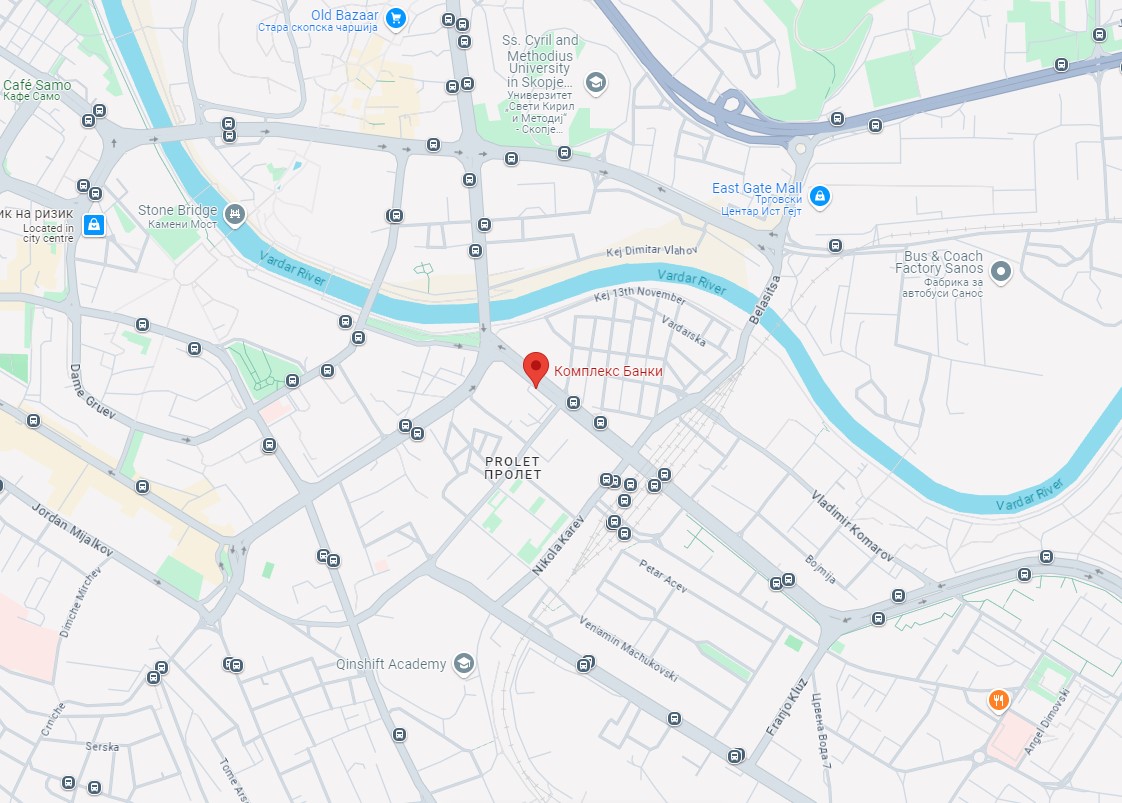 Old Bazaar
Стара скопска чаршија
Ss. Cyril and
Methodius
University
in Skopje...
Универзитет
„Свети Кирил
и Методиј“
- Скопје...
Café Samo
Кафе Само
East Gate Mall
Трговски
Центар Ист Гејт
ик на ризик
Located in
city centre
Stone Bridge
Камени Мост
Kej Dimitar Vlahov
Vardar River
Vardar River
Bus & Coach
Factory Sanos
Фабрика за
автобуси Санос
Kej 13th November
Belasitsa
Vardarska
Комплекс Банки
Dame Gruev
PROLET
ПРОЛЕТ
Vardar River
Jordan Mijalkov
Vladimir Komarov
Nikola Karev
Bojmija
Petar Acev
Dimche Mirchev
Veniamin Machukovski
Qinshift Academy
Franjo Kluz
Црвена Вода 7
Angel Dimovski
Crniche
Serska
Tome Ars